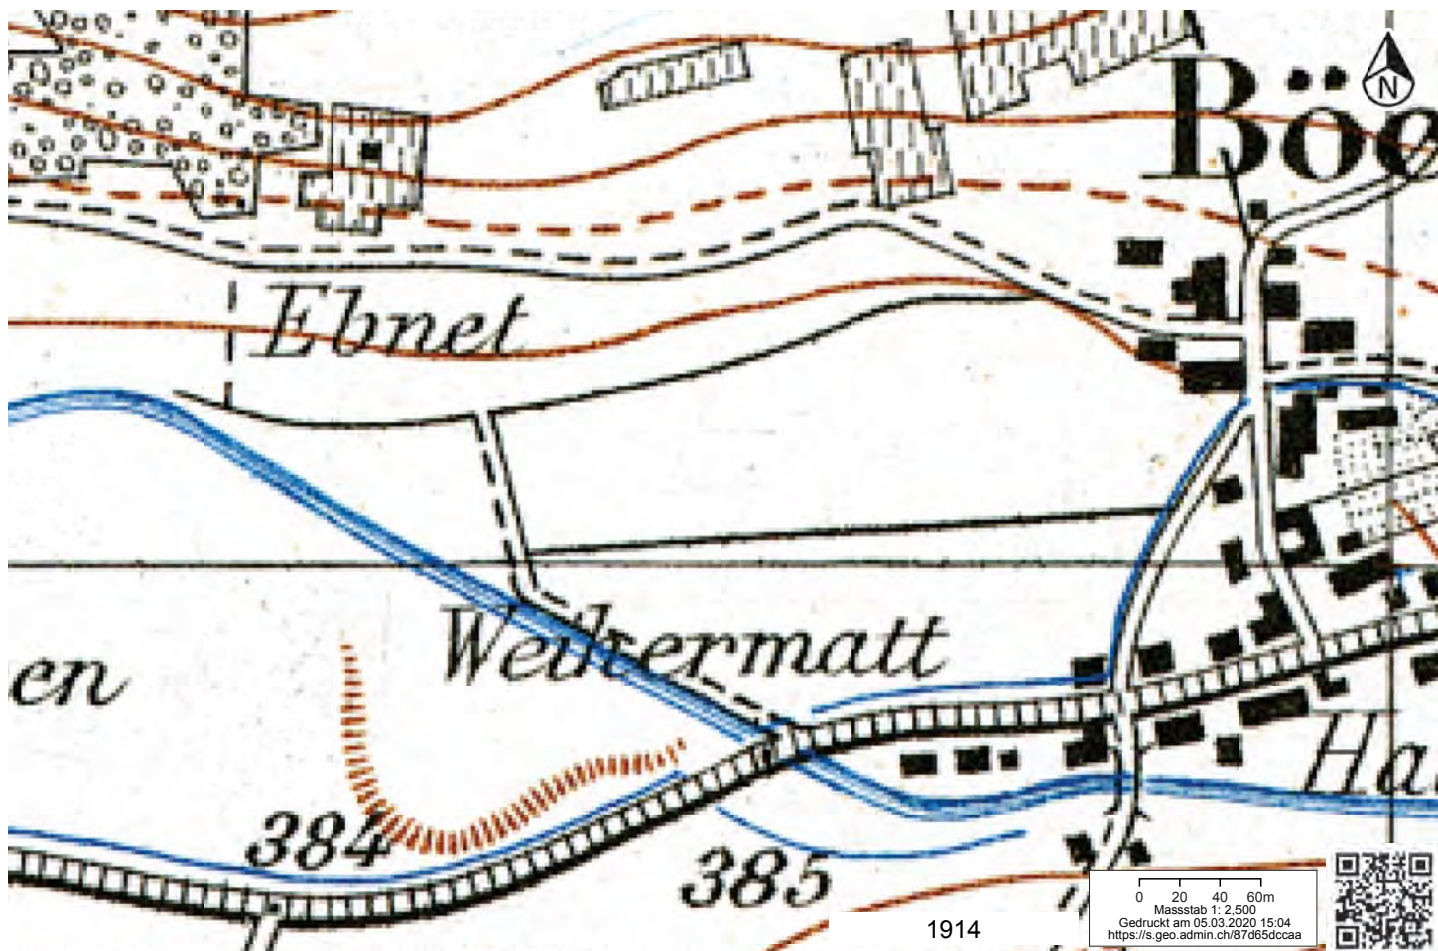 Böe
N
Ebnet
Weihermatt
en
Ha
384
385
1914
0 20 40 60m
Massstab 1: 2,500
Gedruckt am 05.03.2020 15:04
https://s.geo.admin.ch/87d65dccaa